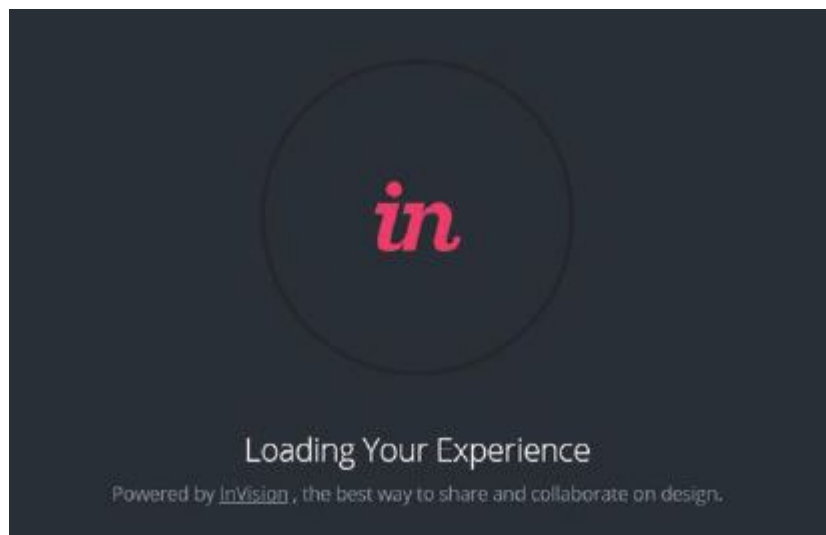 in
Loading Your Experience
Powered by InVision , the best way to share and collaborate on design.